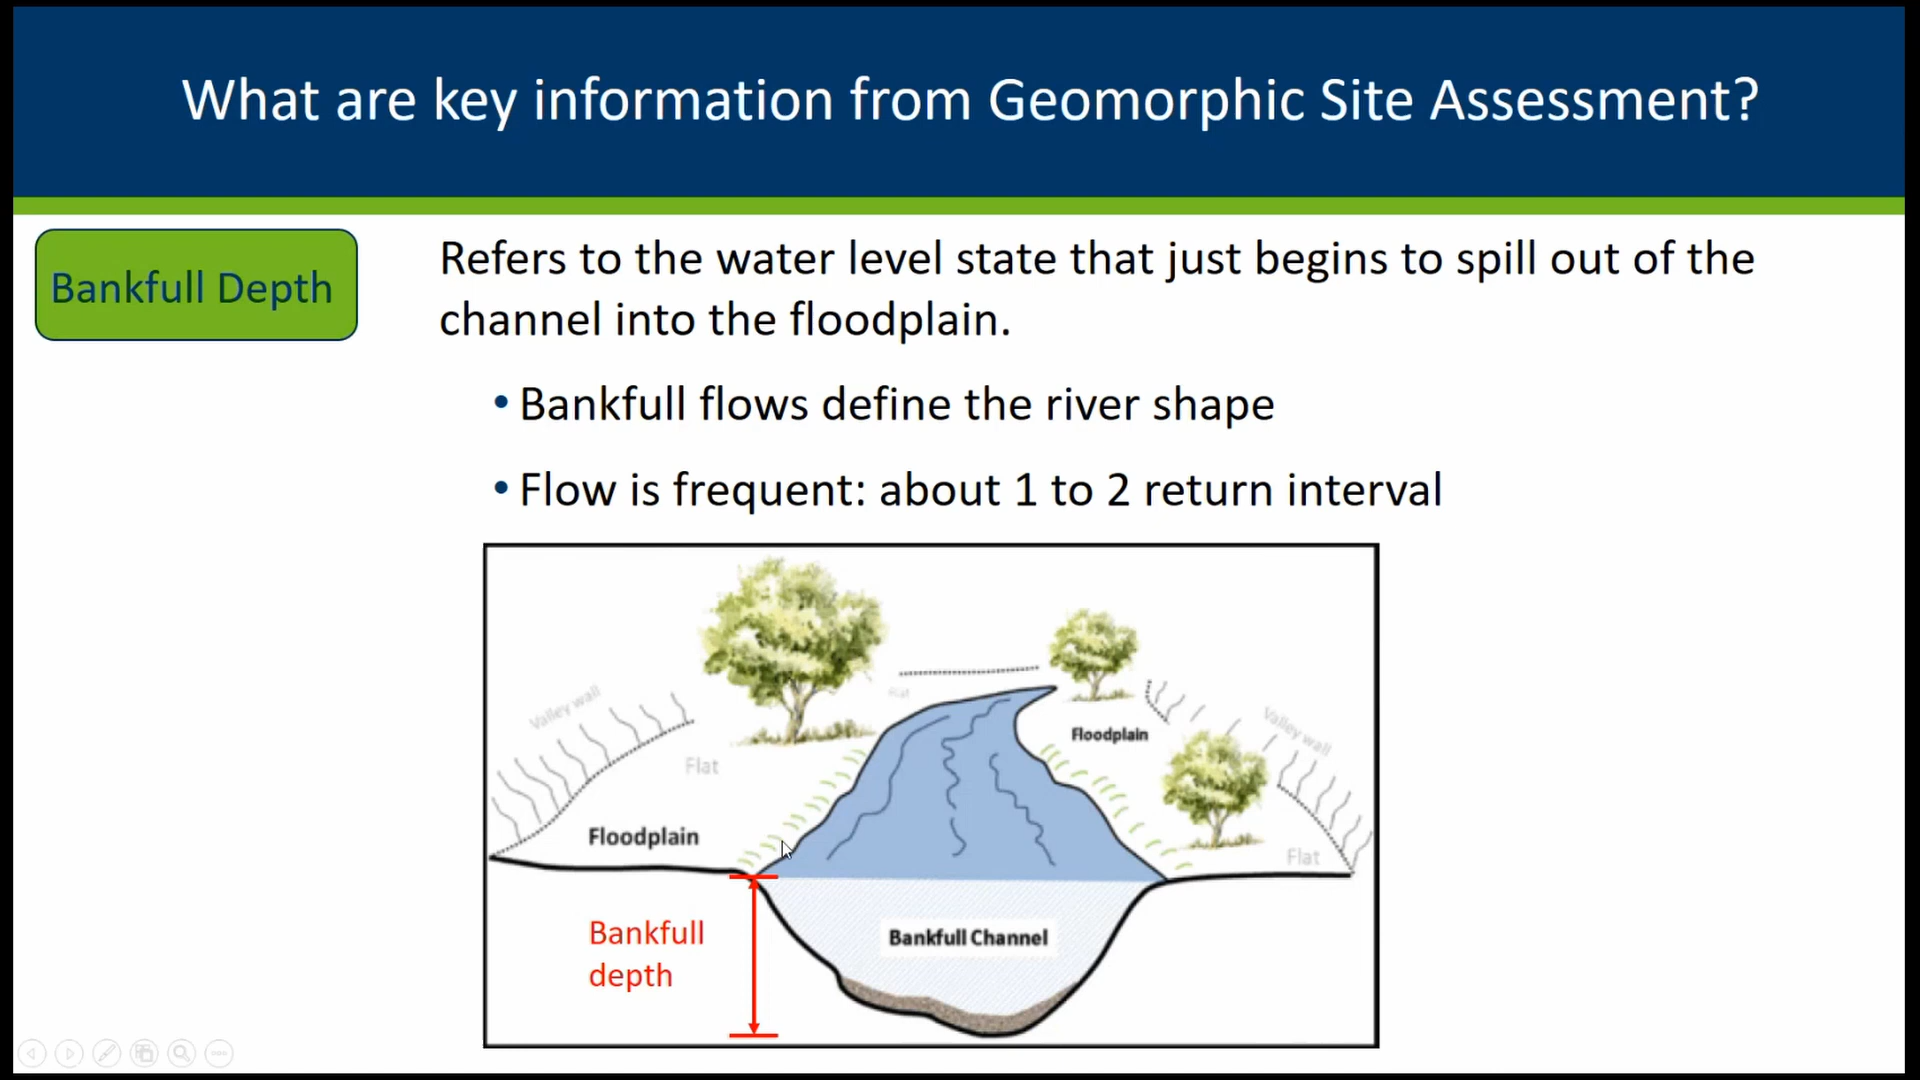 What are key information from Geomorphic Site Assessment?
Bankfull Depth
Refers to the water level state that just begins to spill out of the
channel into the floodplain.
• Bankfull flows define the river shape
• Flow is frequent: about 1 to 2 return interval
Valley wall
Flat
Flat
Floodplain
Valley wall
Floodplain
Flat
Bankfull
depth
Bankfull Channel